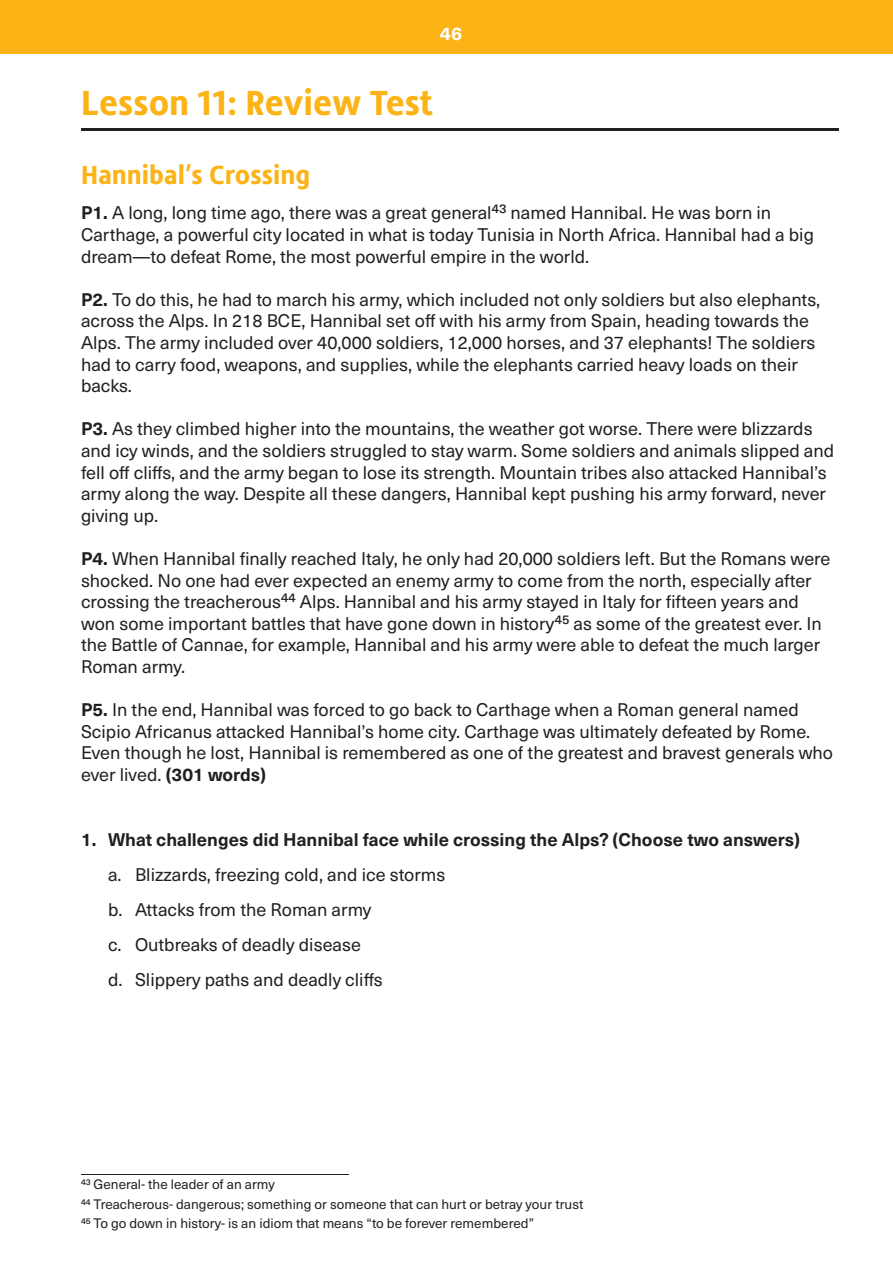 46
Lesson 11: Review Test
Hannibal’s Crossing
P1. A long, long time ago, there was a great general⁴³ named Hannibal. He was born in
Carthage, a powerful city located in what is today Tunisia in North Africa. Hannibal had a big
dream—to defeat Rome, the most powerful empire in the world.
P2. To do this, he had to march his army, which included not only soldiers but also elephants,
across the Alps. In 218 BCE, Hannibal set off with his army from Spain, heading towards the
Alps. The army included over 40,000 soldiers, 12,000 horses, and 37 elephants! The soldiers
had to carry food, weapons, and supplies, while the elephants carried heavy loads on their
backs.
P3. As they climbed higher into the mountains, the weather got worse. There were blizzards
and icy winds, and the soldiers struggled to stay warm. Some soldiers and animals slipped and
fell off cliffs, and the army began to lose its strength. Mountain tribes also attacked Hannibal’s
army along the way. Despite all these dangers, Hannibal kept pushing his army forward, never
giving up.
P4. When Hannibal finally reached Italy, he only had 20,000 soldiers left. But the Romans were
shocked. No one had ever expected an enemy army to come from the north, especially after
crossing the treacherous⁴⁴ Alps. Hannibal and his army stayed in Italy for fifteen years and
won some important battles that have gone down in history⁴⁵ as some of the greatest ever. In
the Battle of Cannae, for example, Hannibal and his army were able to defeat the much larger
Roman army.
P5. In the end, Hannibal was forced to go back to Carthage when a Roman general named
Scipio Africanus attacked Hannibal’s home city. Carthage was ultimately defeated by Rome.
Even though he lost, Hannibal is remembered as one of the greatest and bravest generals who
ever lived. (301 words)
1. What challenges did Hannibal face while crossing the Alps? (Choose two answers)
a. Blizzards, freezing cold, and ice storms
b. Attacks from the Roman army
c. Outbreaks of deadly disease
d. Slippery paths and deadly cliffs
⁴³ General- the leader of an army
⁴⁴ Treacherous- dangerous; something or someone that can hurt or betray your trust
⁴⁵ To go down in history- is an idiom that means “to be forever remembered”